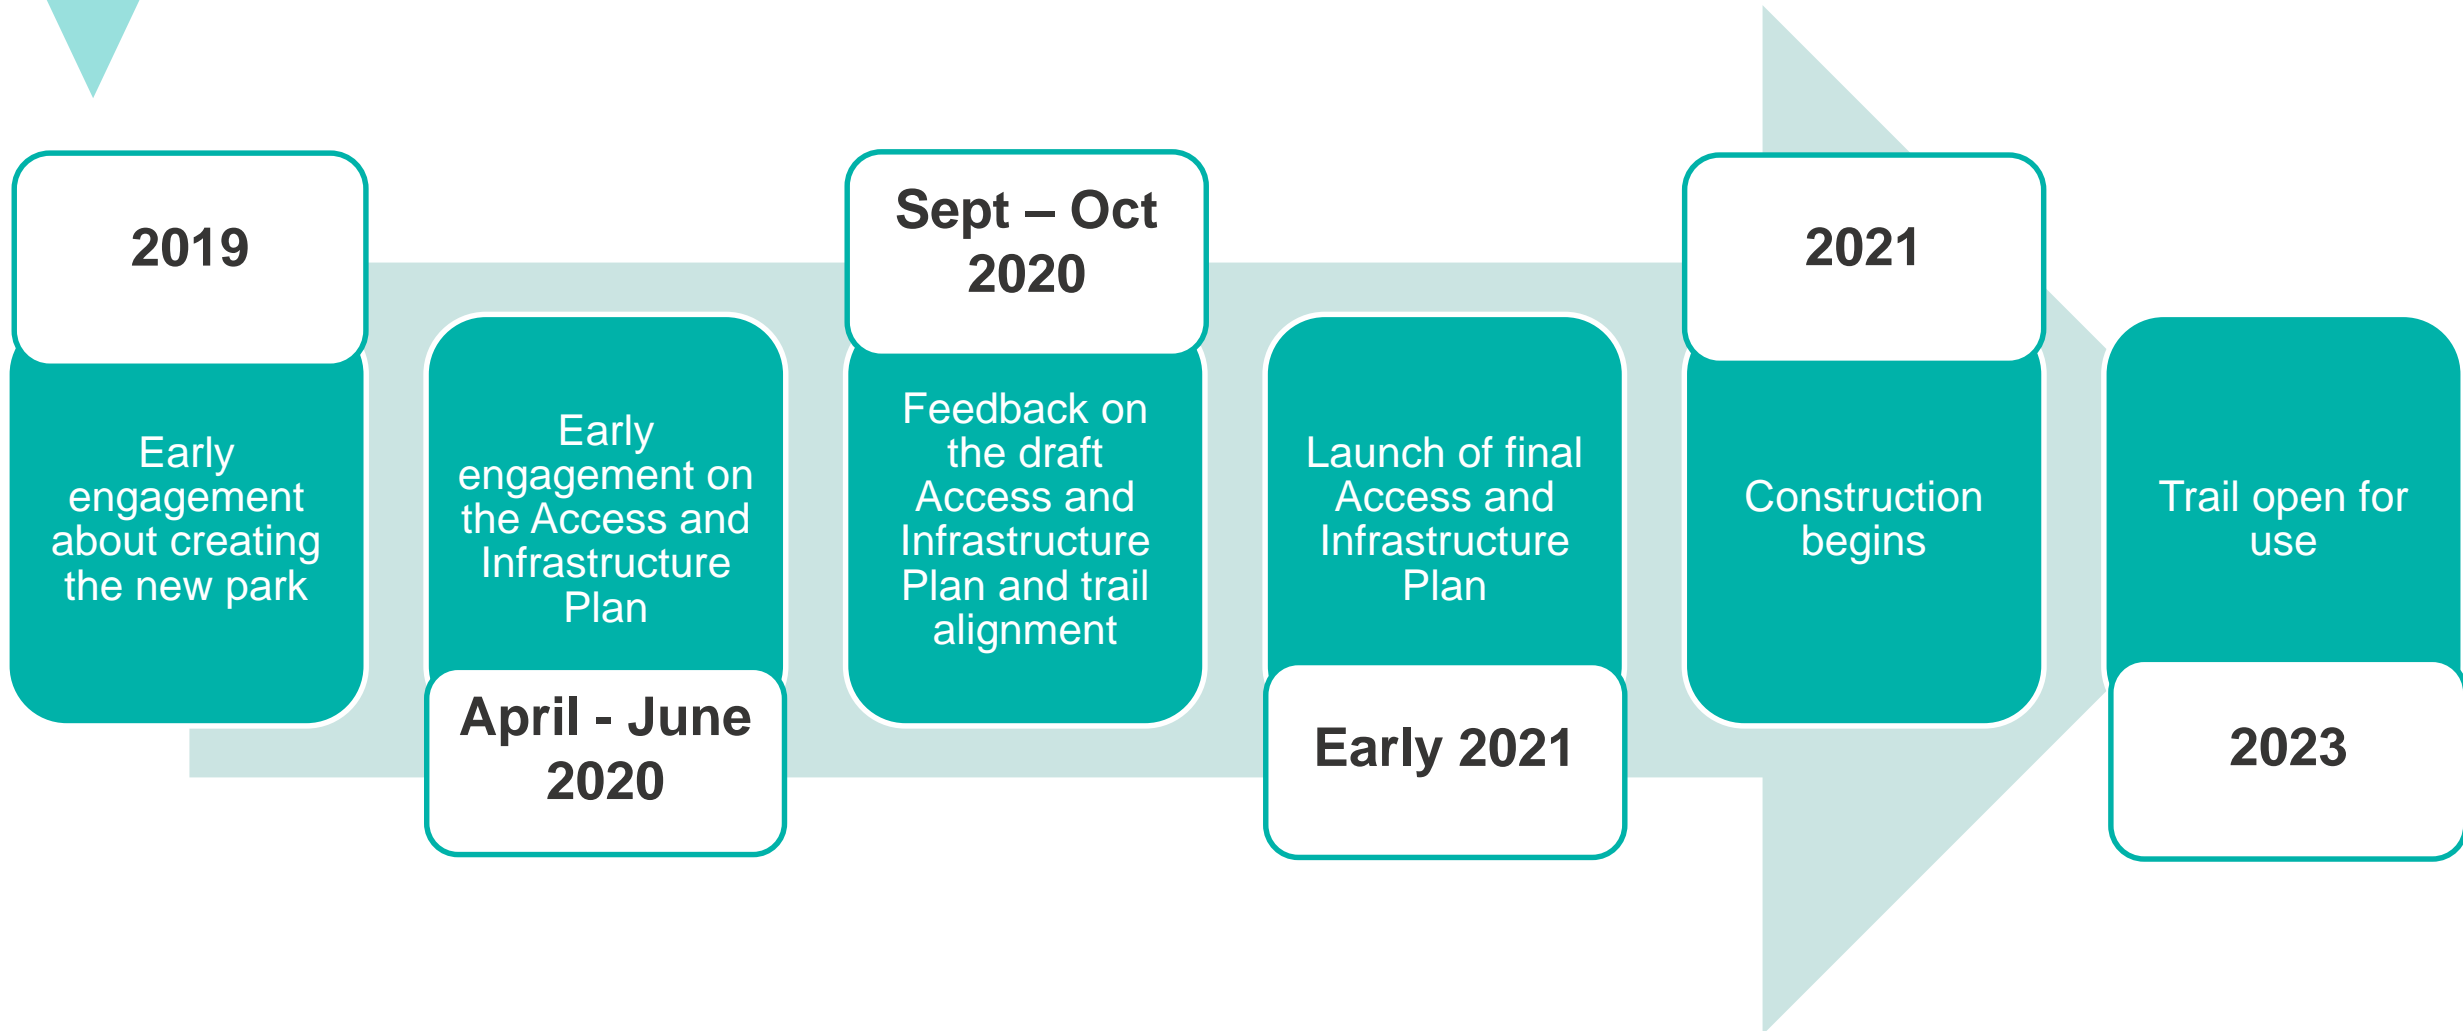 2019
Early
engagement
about creating
the new park
Early
engagement on
the Access and
Infrastructure
Plan
April - June
2020
Sept – Oct
2020
Feedback on
the draft
Access and
Infrastructure
Plan and trail
alignment
Launch of final
Access and
Infrastructure
Plan
Early 2021
2021
Construction
begins
Trail open for
use
2023